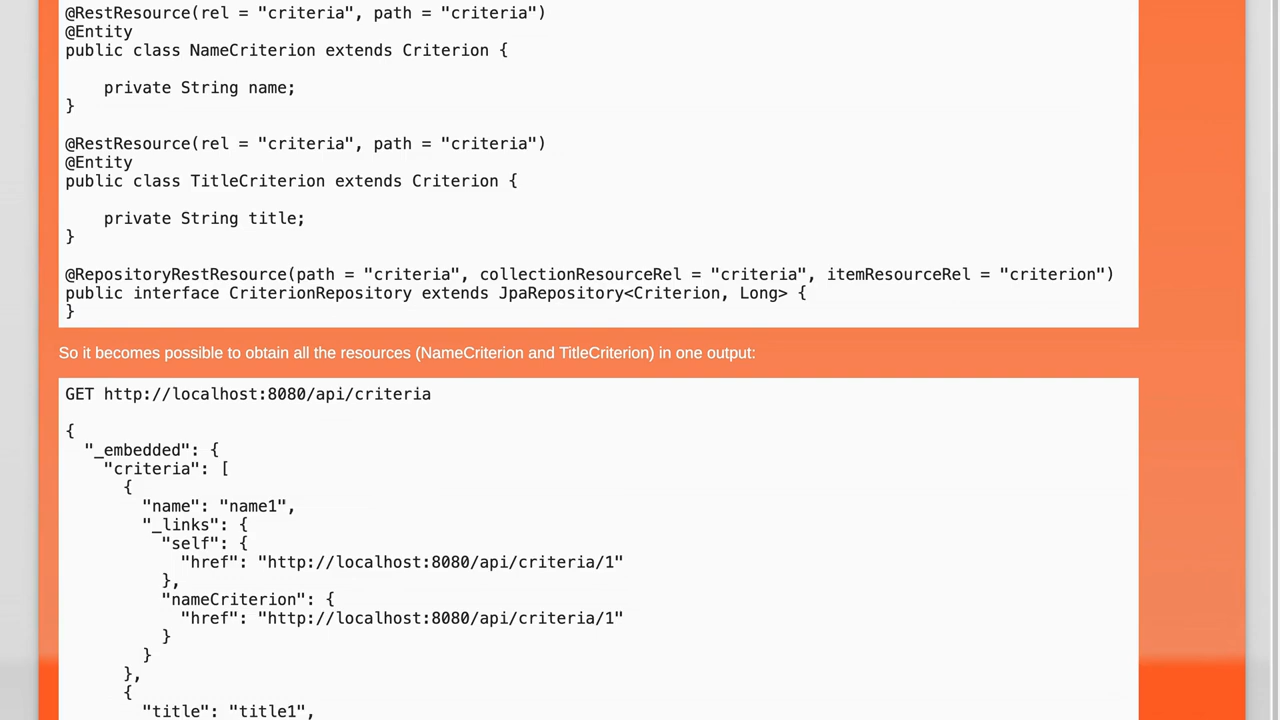 @RestResource(rel = "criteria", path = "criteria")
@Entity
public class NameCriterion extends Criterion {
private String name;
}
@RestResource(rel = "criteria", path = "criteria")
@Entity
public class TitleCriterion extends Criterion {
private String title;
}
@RepositoryRestResource(path = "criteria", collectionResourceRel = "criteria", itemResourceRel = "criterion")
public interface CriterionRepository extends JpaRepository<Criterion, Long> {
}
So it becomes possible to obtain all the resources (NameCriterion and TitleCriterion) in one output:
GET http://localhost:8080/api/criteria
{
"_embedded": {
"criteria": [
{
"name": "name1",
"_links": {
"self": {
"href": "http://localhost:8080/api/criteria/1"
},
"nameCriterion": {
"href": "http://localhost:8080/api/criteria/1"
}
}
},
{
"title": "title1",